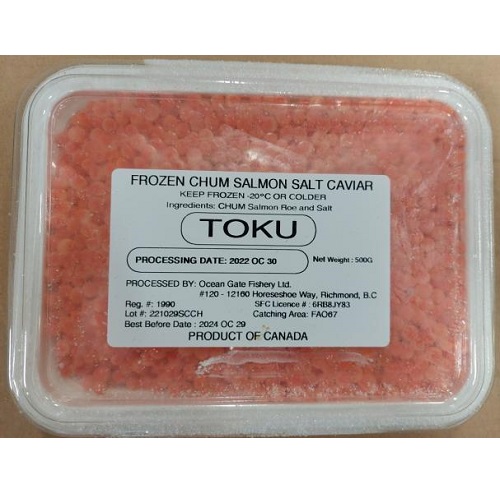 FROZEN CHUM SALMON SALT CAVIAR
KEEP FROZEN -20°C OR COLDER
Ingredients: CHUM Salmon Roe and Salt
TOKU
PROCESSING DATE: 2022 OC 30
Net Weight : 500G
PROCESSED BY: Ocean Gate Fishery Ltd.
#120 - 12160 Horeseshoe Way, Richmond, B.C
Reg. #: 1990
SFC Licence # : 6RB8JY83
Lot #: 221029SCCH
Catching Area: FAO67
Best Before Date : 2024 OC 29
PRODUCT OF CANADA